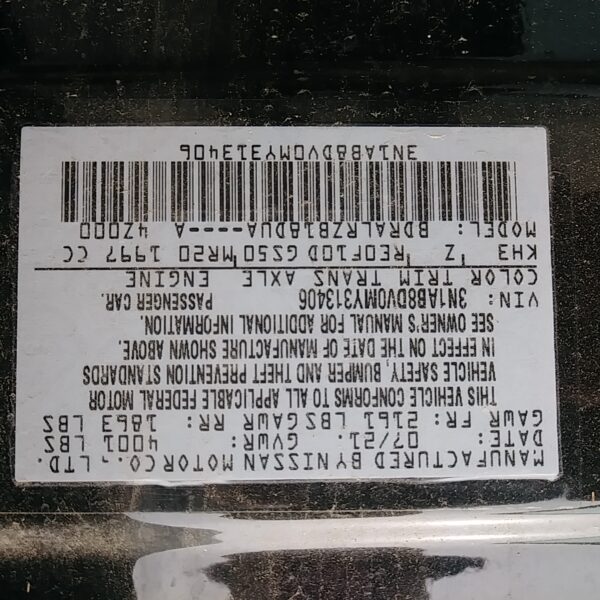 MANUFACTURED BY NISSAN MOTOR CO., LTD.
DATE: 07/21 GVWR: 4001 LBS
GAWR FR: 2161 LBS GAWR RR: 1863 LBS
THIS VEHICLE CONFORMS TO ALL APPLICABLE FEDERAL MOTOR
VEHICLE SAFETY, BUMPER AND THEFT PREVENTION STANDARDS
IN EFFECT ON THE DATE OF MANUFACTURE SHOWN ABOVE.
SEE OWNER'S MANUAL FOR ADDITIONAL INFORMATION.
VIN: 3N1AB8DV0MY313406 PASSENGER CAR.
COLOR TRIM TRANS AXLE ENGINE
KH3 'Z 'RE0F10D GS50'MR20 1997 CC
MODEL: BDRALRZB18DUA----A 4Z000
3N1AB8DV0MY313406